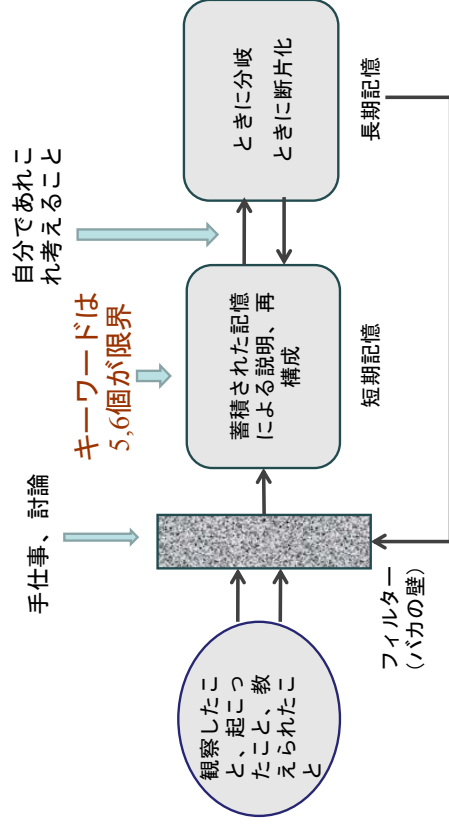 手仕事、討論
キーワードは
5,6個が限界
自分であれこ
れ考えること
観察したこ
と、起こっ
たこと、教
えられたこ
と
フィルター
(バカの壁)
蓄積された記憶
による説明、再
構成
短期記憶
ときに分岐
ときに断片化
長期記憶